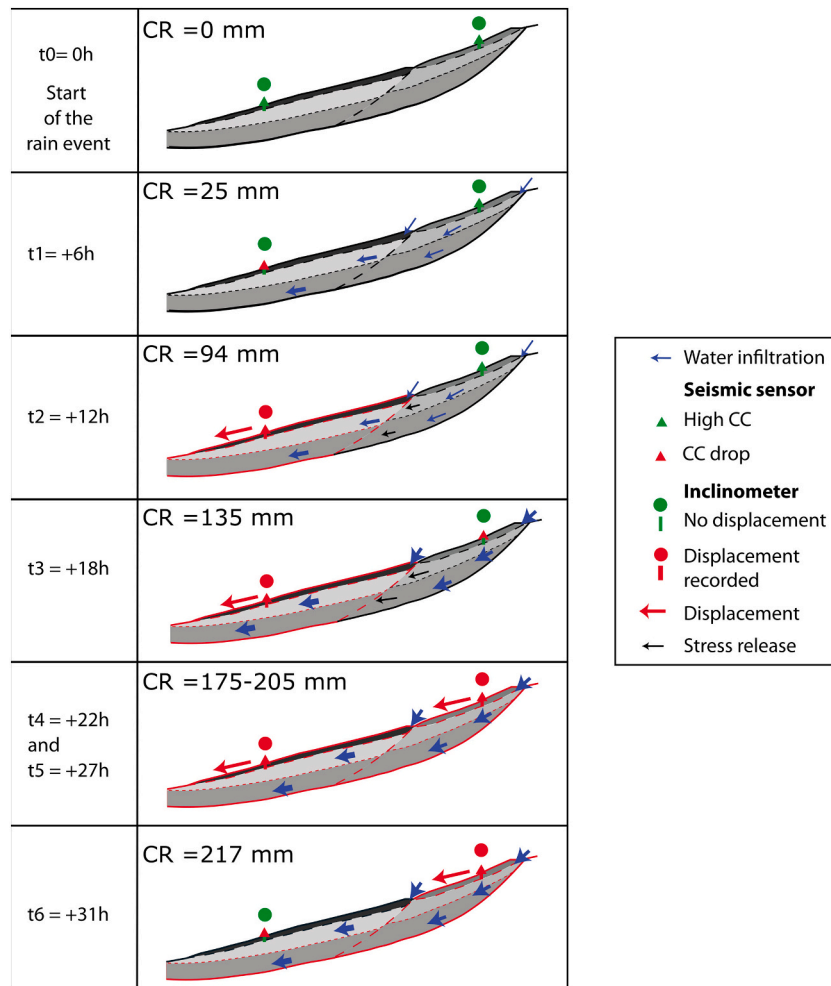 t0= 0h
Start
of the
rain event
CR =0 mm
t1= +6h
CR =25 mm
t2 = +12h
CR =94 mm
t3 = +18h
CR =135 mm
t4 = +22h
and
t5 = +27h
CR =175-205 mm
t6 = +31h
CR =217 mm
Water infiltration
Seismic sensor
High CC
CC drop
Inclinometer
No displacement
Displacement
recorded
Displacement
Stress release